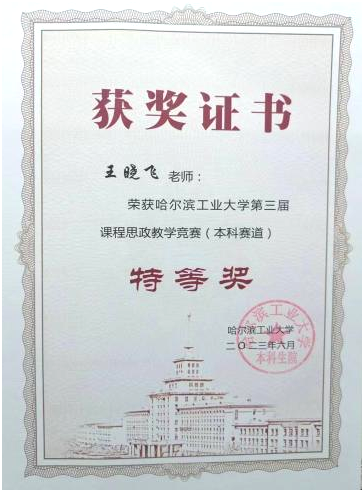 获奖证书
王晓飞 老师：
荣获哈尔滨工业大学第三届
课程思政教学竞赛（本科赛道）
特等奖
哈尔滨工业大学
二〇二三年六月
哈尔滨工业大学
本科生院